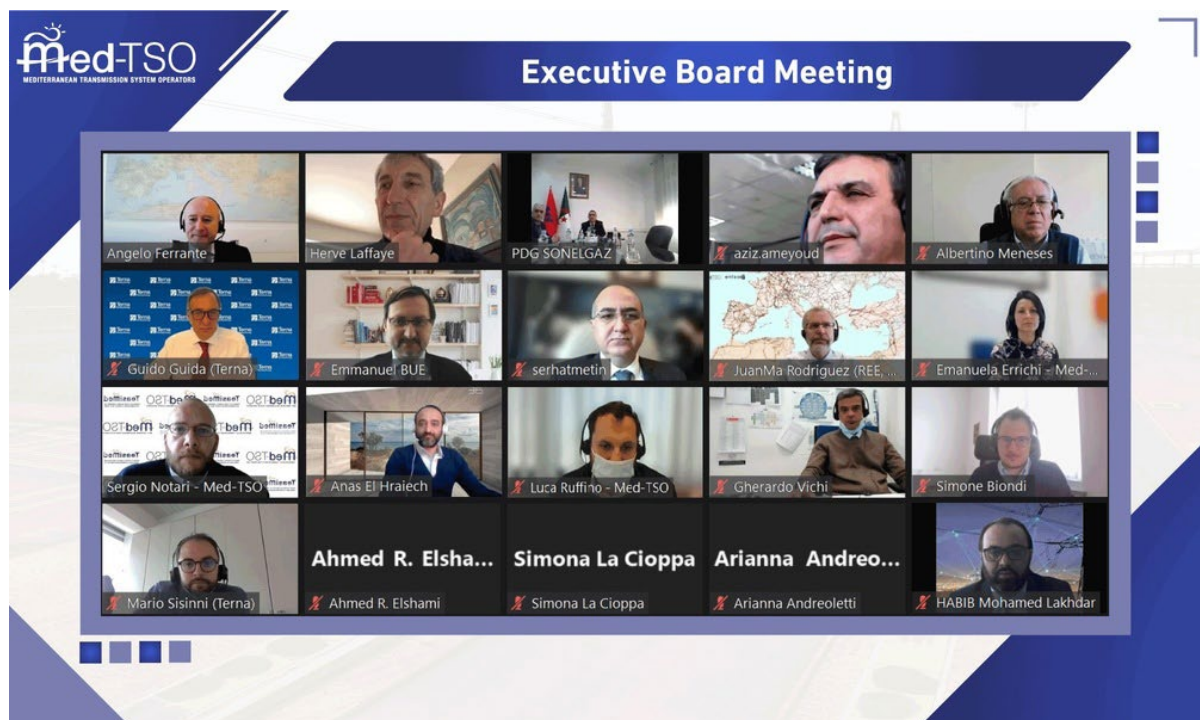 Med-TSO
MEDITERRANEAN TRANSMISSION SYSTEM OPERATORS
Executive Board Meeting
Angelo Ferrante
Herve Laffaye
PDG SONELGAZ
aziz.ameyoud
Albertino Meneses
Guido Guida (Terna)
Emmanuel BUE
serhatmetin
JuanMa Rodriguez (REE, ...
Emanuela Errichi - Med-...
Sergio Notari - Med-TSO
Anas El Hraiech
Luca Ruffino - Med-TSO
Gherardo Vichi
Simone Biondi
Mario Sisinni (Terna)
Ahmed R. Elsha...
Ahmed R. Elshami
Simona La Cioppa
Simona La Cioppa
Arianna Andreo...
Arianna Andreoletti
HABIB Mohamed Lakhdar